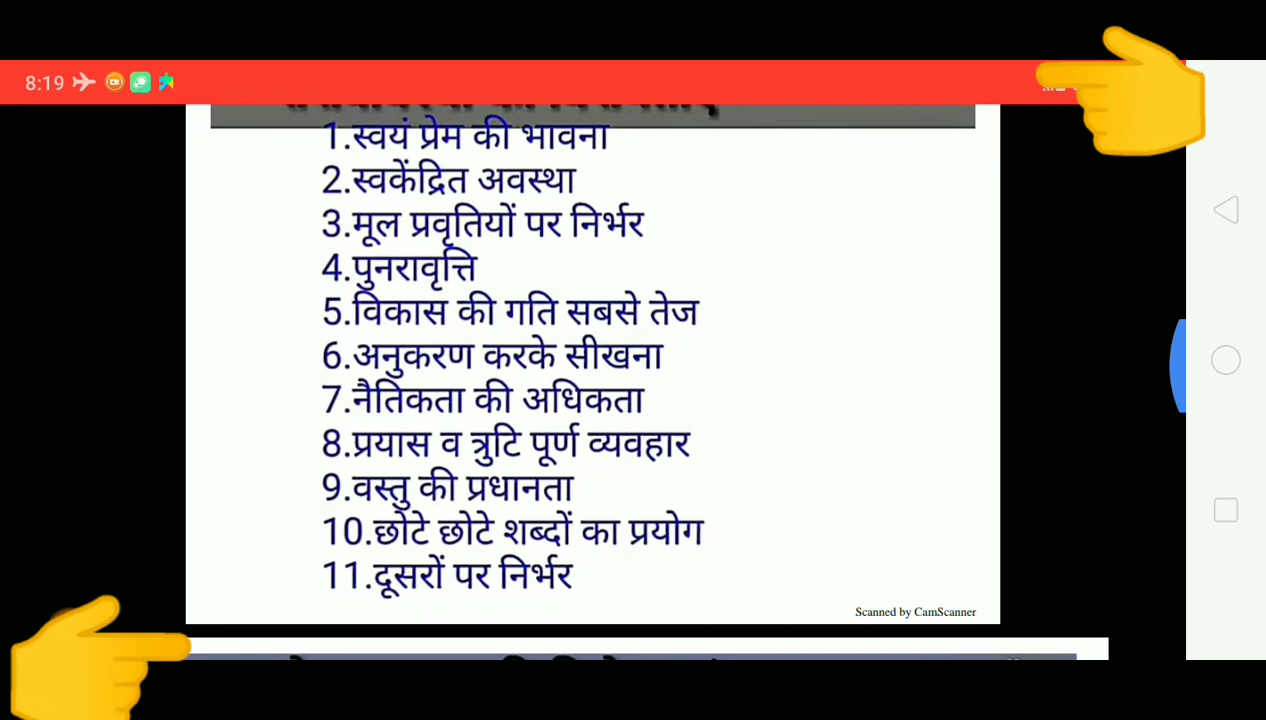 8:19
1.स्वयं प्रेम की भावना
2.स्वकेंद्रित अवस्था
3.मूल प्रवृतियों पर निर्भर
4.पुनरावृत्ति
5.विकास की गति सबसे तेज
6.अनुकरण करके सीखना
7.नैतिकता की अधिकता
8.प्रयास व त्रुटि पूर्ण व्यवहार
9.वस्तु की प्रधानता
10.छोटे छोटे शब्दों का प्रयोग
11.दूसरों पर निर्भर
Scanned by CamScanner